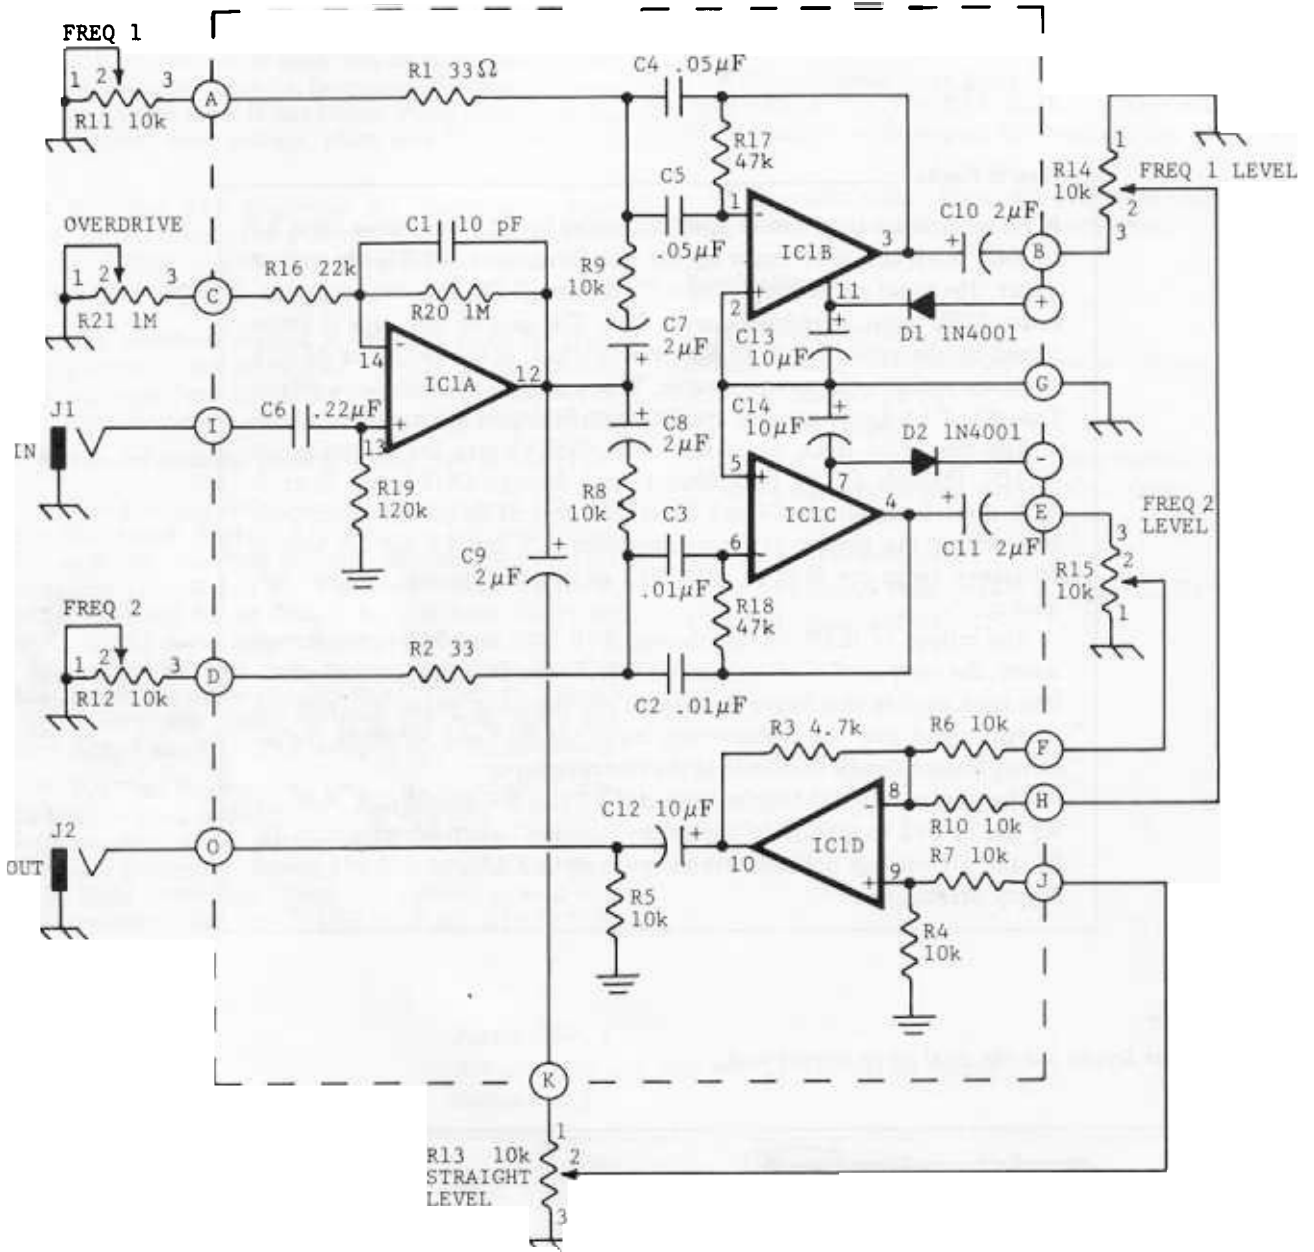 FREQ 1
1 2 3
A
R11 10k
R1 33Ω
C4 .05µF
R17
47k
C5
.05µF
1
-
IC1B
2
+
3
C10 2µF
+
B
R14
10k
1
2
3
FREQ 1 LEVEL
OVERDRIVE
1 2 3
C
R21 1M
R16 22k
C1 10 pF
R20 1M
14
-
IC1A
12
+
13
R9
10k
C7
2µF
+
11
D1 1N4001
+
C13
10µF
+
G
J1
IN
I
C6 .22µF
R19
120k
C8
2µF
+
C14
10µF
+
D2 1N4001
-
5
+
IC1C
7
4
6
-
+
C11 2µF
E
FREQ 2
LEVEL
R15
10k
3
2
1
R8
10k
C3
.01µF
C9
2µF
+
R18
47k
FREQ 2
1 2 3
D
R12 10k
R2 33
C2 .01µF
R3 4.7k
R6 10k
F
8
-
IC1D
R10 10k
H
C12 10µF
+
10
9
+
R7 10k
J
J2
OUT
O
R5
10k
R4
10k
K
R13 10k
STRAIGHT
LEVEL
1
2
3